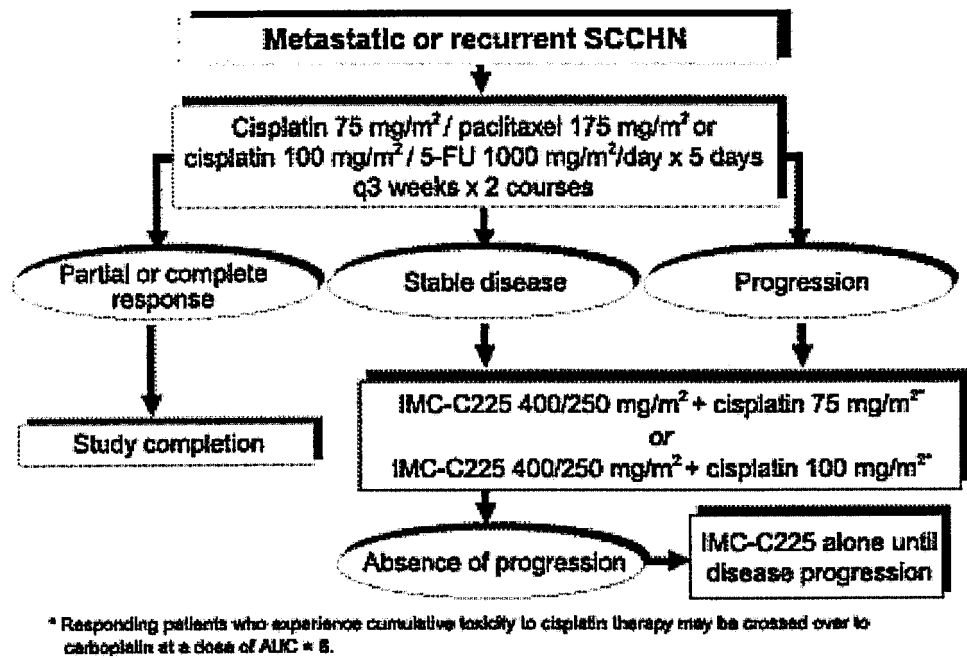 Metastatic or recurrent SCCHN
Cisplatin 75 mg/m² / paclitaxel 175 mg/m² or
cisplatin 100 mg/m² / 5-FU 1000 mg/m²/day x 5 days
q3 weeks x 2 courses
Partial or complete
response
Stable disease
Progression
Study completion
IMC-C225 400/250 mg/m² + cisplatin 75 mg/m²*
or
IMC-C225 400/250 mg/m² + cisplatin 100 mg/m²*
Absence of progression
IMC-C225 alone until
disease progression
* Responding patients who experience cumulative toxicity to cisplatin therapy may be crossed over to
carboplatin at a dose of AUC =